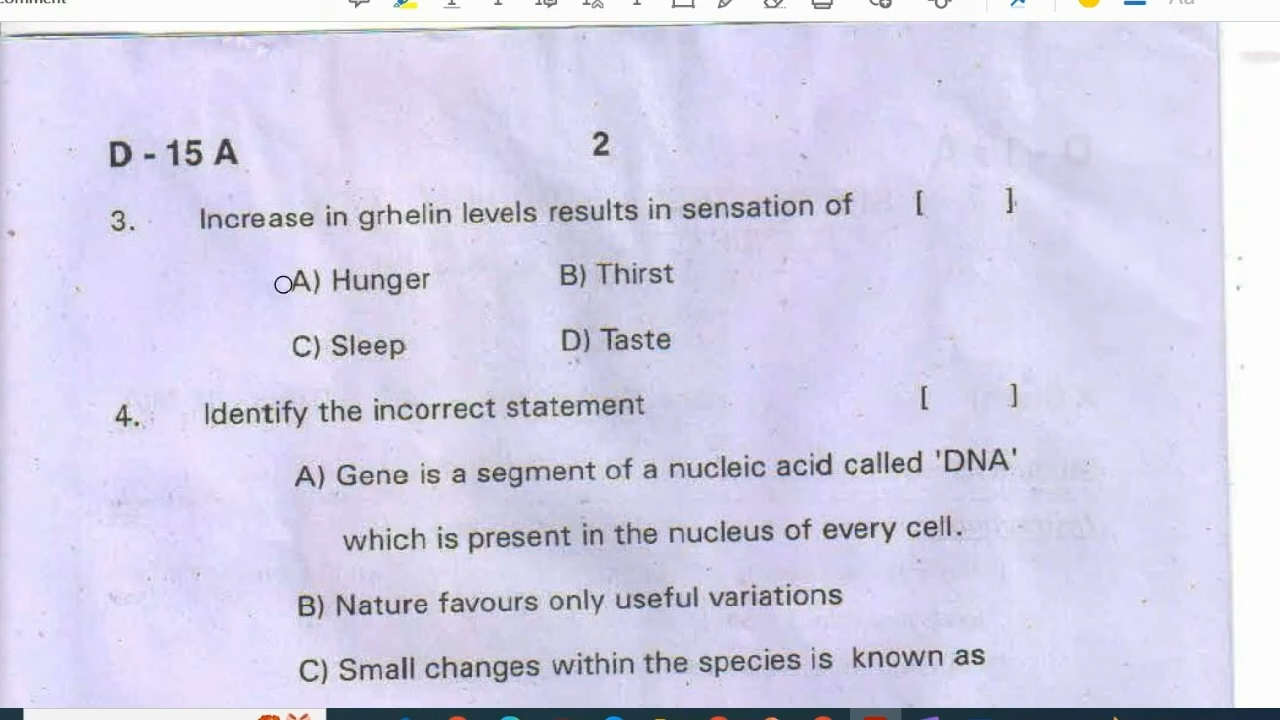 D - 15 A 2
3. Increase in grhelin levels results in sensation of [ ]
A) Hunger B) Thirst
C) Sleep D) Taste
4. Identify the incorrect statement [ ]
A) Gene is a segment of a nucleic acid called 'DNA'
which is present in the nucleus of every cell.
B) Nature favours only useful variations
C) Small changes within the species is known as